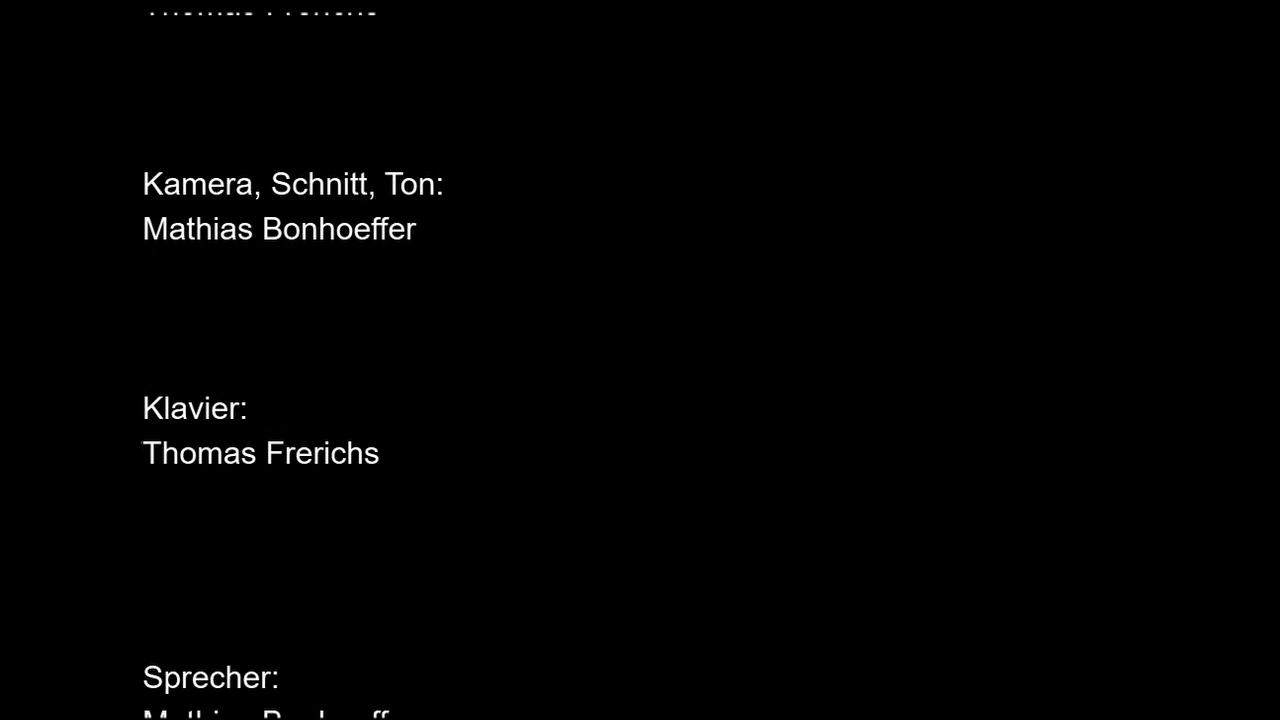 Kamera, Schnitt, Ton:
Mathias Bonhoeffer
Klavier:
Thomas Frerichs
Sprecher: